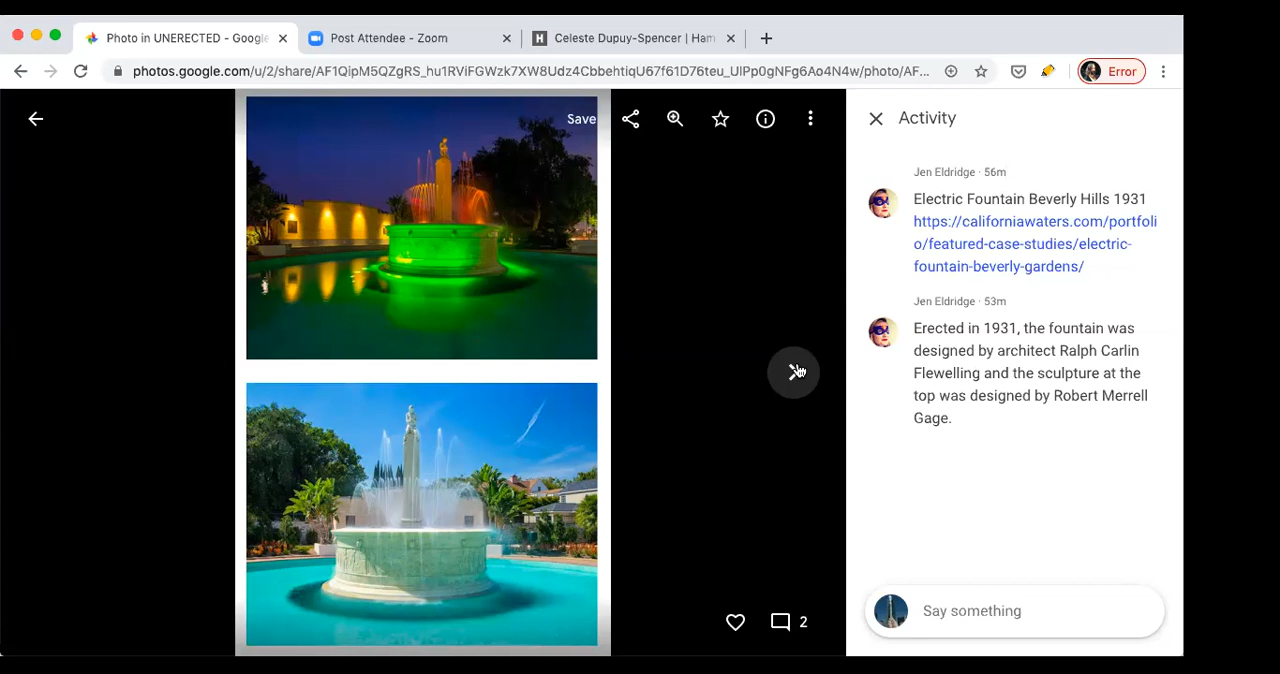 Photo in UNERECTED - Google
Post Attendee - Zoom
Celeste Dupuy-Spencer | Ham
photos.google.com/u/2/share/AF1QipM5QZgRS_hu1RViFGWzk7XW8Udz4CbbehtiqU67f61D76teu_UlPp0gNFg6Ao4N4w/photo/AF...
Error
Save
Activity
Jen Eldridge · 56m
Electric Fountain Beverly Hills 1931
https://californiawaters.com/portfoli
o/featured-case-studies/electric-
fountain-beverly-gardens/
Jen Eldridge · 53m
Erected in 1931, the fountain was
designed by architect Ralph Carlin
Flewelling and the sculpture at the
top was designed by Robert Merrell
Gage.
2
Say something